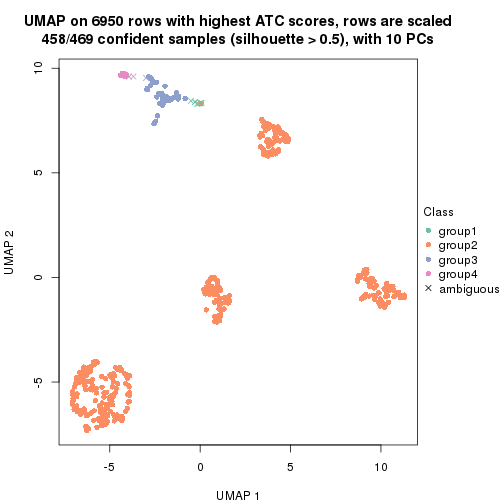 UMAP on 6950 rows with highest ATC scores, rows are scaled
458/469 confident samples (silhouette > 0.5), with 10 PCs
10
5
0
-5
UMAP 2
-5
0
5
10
UMAP 1
Class
group1
group2
group3
group4
ambiguous